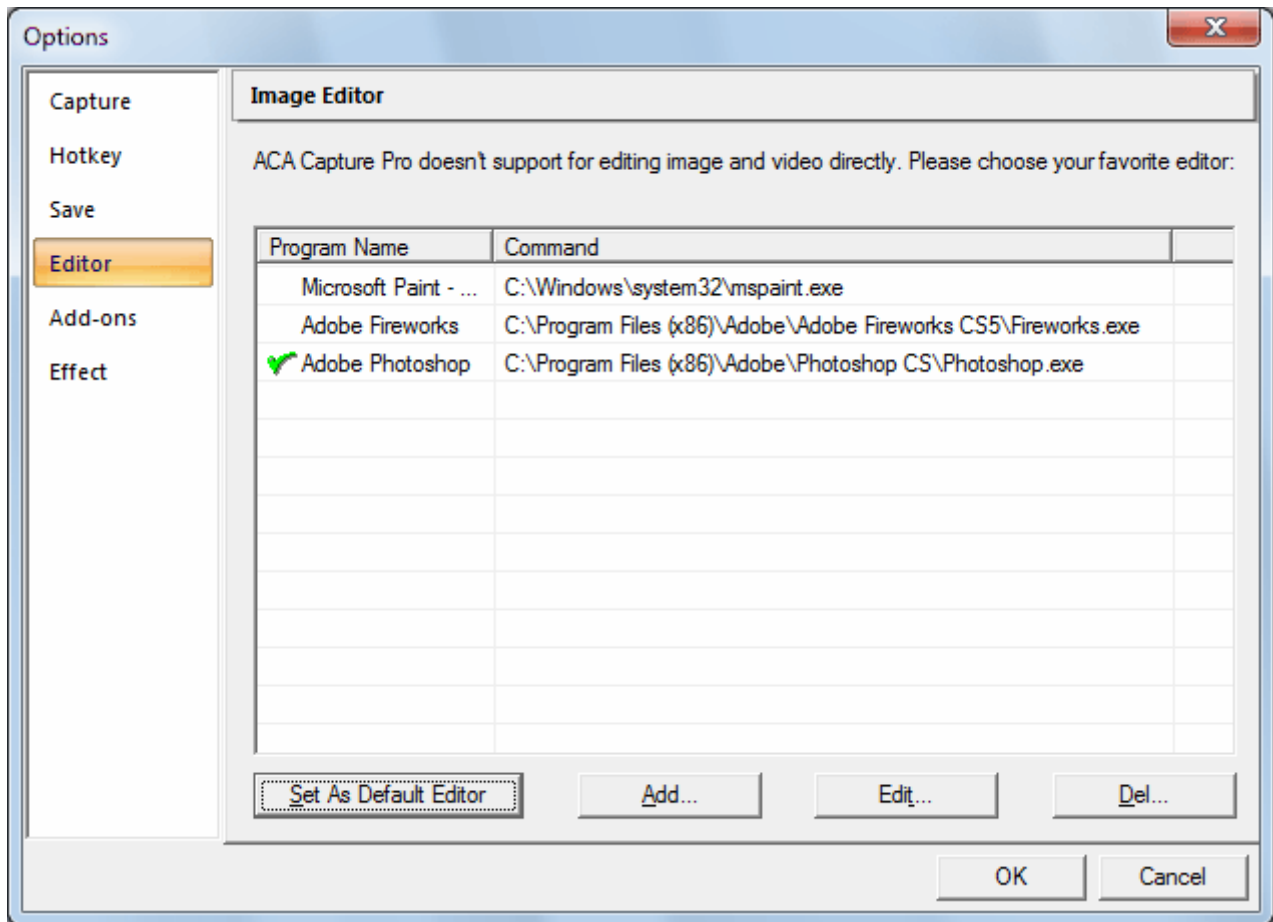 Options
Capture
Hotkey
Save
Editor
Add-ons
Effect
Image Editor
ACA Capture Pro doesn't support for editing image and video directly. Please choose your favorite editor:
Program Name Command
Microsoft Paint - ... C:\Windows\system32\mspaint.exe
Adobe Fireworks C:\Program Files (x86)\Adobe\Adobe Fireworks CS5\Fireworks.exe
Adobe Photoshop C:\Program Files (x86)\Adobe\Photoshop CS\Photoshop.exe
Set As Default Editor Add... Edit... Del...
OK Cancel